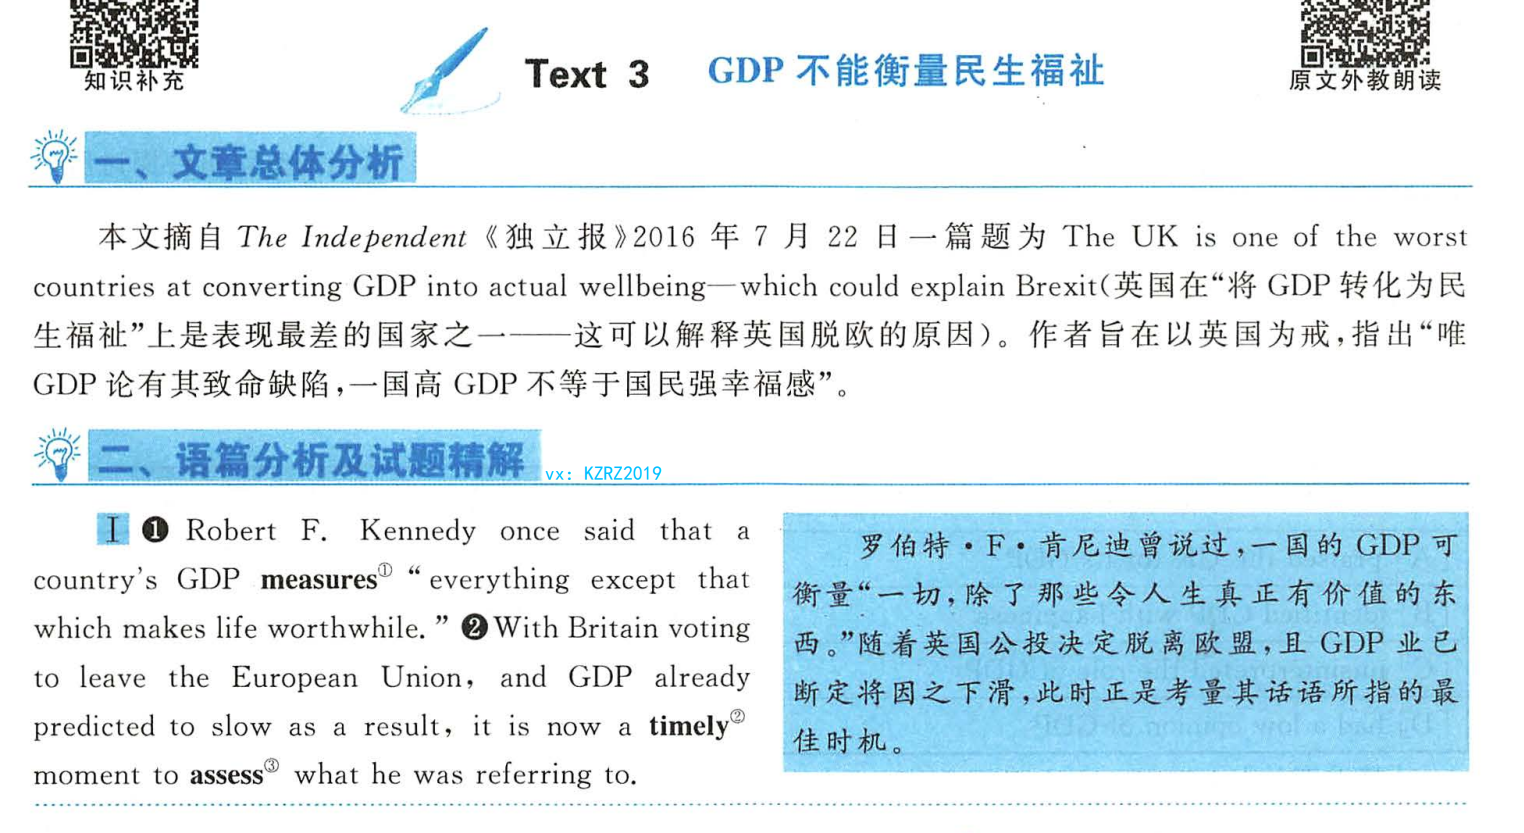 知识补充
Text 3 GDP 不能衡量民生福祉
原文外教朗读
一、文章总体分析
本文摘自 The Independent《独立报》2016 年 7 月 22 日一篇题为 The UK is one of the worst
countries at converting GDP into actual wellbeing—which could explain Brexit(英国在“将 GDP 转化为民
生福祉”上是表现最差的国家之一——这可以解释英国脱欧的原因)。作者旨在以英国为戒,指出“唯
GDP 论有其致命缺陷,一国高 GDP 不等于国民强幸福感”。
二、语篇分析及试题精解
vx: KZRZ2019
I ❶ Robert F. Kennedy once said that a
country's GDP measures① “everything except that
which makes life worthwhile.” ❷With Britain voting
to leave the European Union, and GDP already
predicted to slow as a result, it is now a timely②
moment to assess③ what he was referring to.
罗伯特·F·肯尼迪曾说过,一国的 GDP 可
衡量“一切,除了那些令人生真正有价值的东
西。”随着英国公投决定脱离欧盟,且 GDP 业已
断定将因之下滑,此时正是考量其话语所指的最
佳时机。